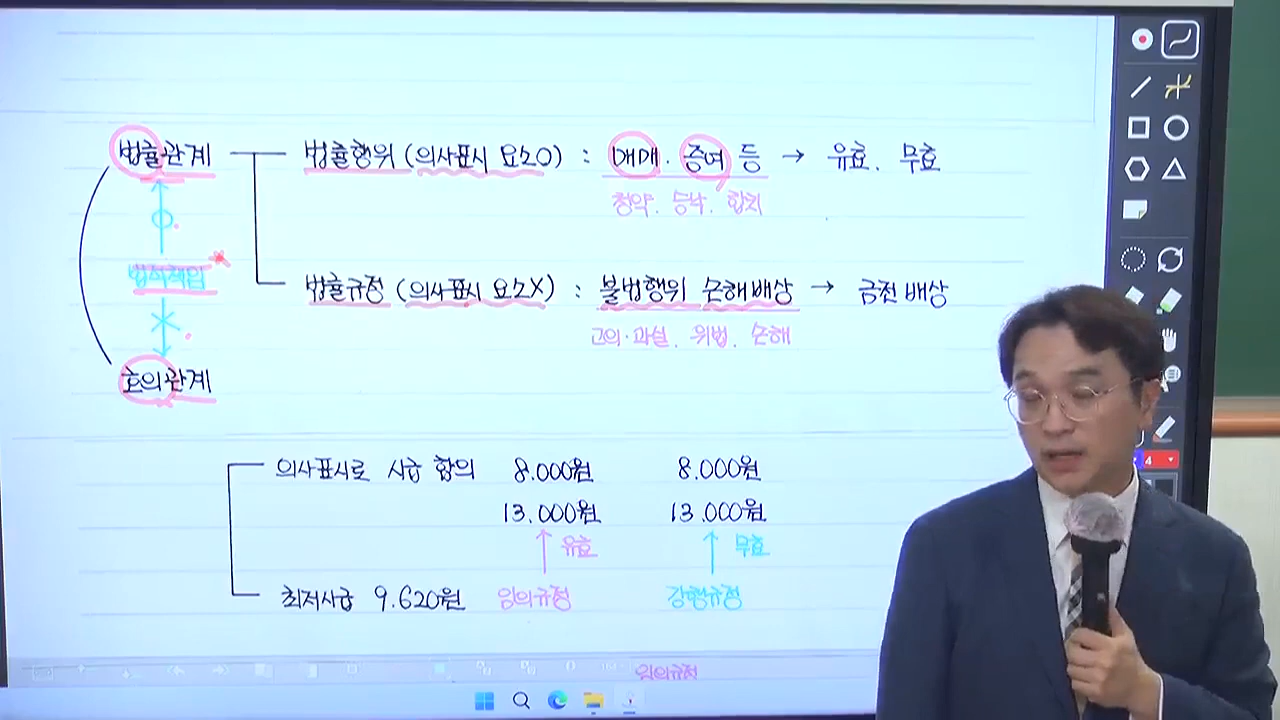 법률관계
법률행위 (의사표시 요소O) : 매매. 증여 등 → 유효. 무효
청약. 승낙. 합치
법적책임
법률규정 (의사표시 요소X) : 불법행위 손해배상 → 금전배상
고의·과실. 위법. 손해
호의관계
의사표시로 시급 합의 8.000원 8.000원
13.000원 13.000원
유효 무효
최저시급 9.620원 임의규정 강행규정
임의규정
4